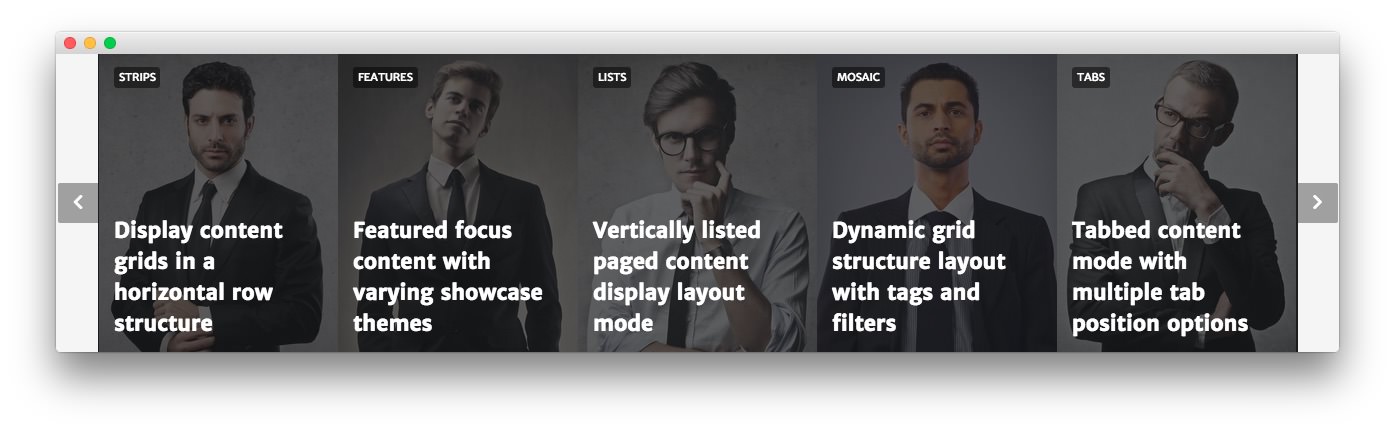 STRIPS
Display content
grids in a
horizontal row
structure
FEATURES
Featured focus
content with
varying showcase
themes
LISTS
Vertically listed
paged content
display layout
mode
MOSAIC
Dynamic grid
structure layout
with tags and
filters
TABS
Tabbed content
mode with
multiple tab
position options